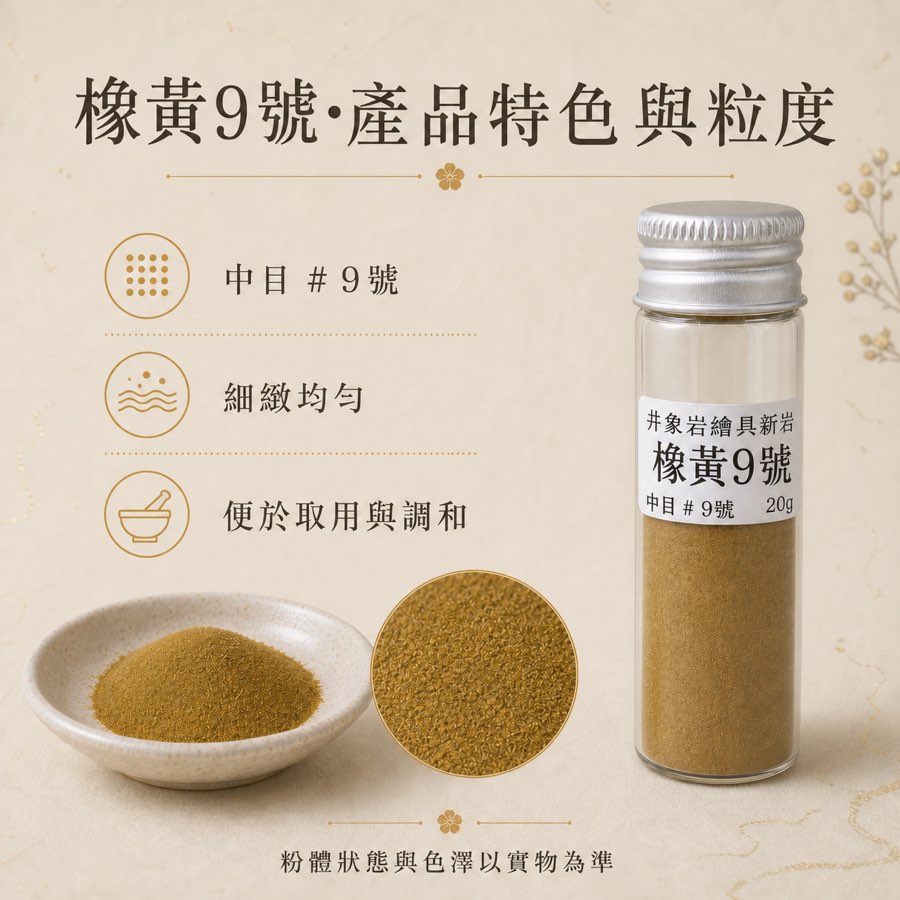 橡黃9號·產品特色與粒度
中目 # 9號
細緻均勻
便於取用與調和
井象岩繪具新岩
橡黃9號
中目 # 9號 20g
粉體狀態與色澤以實物為準